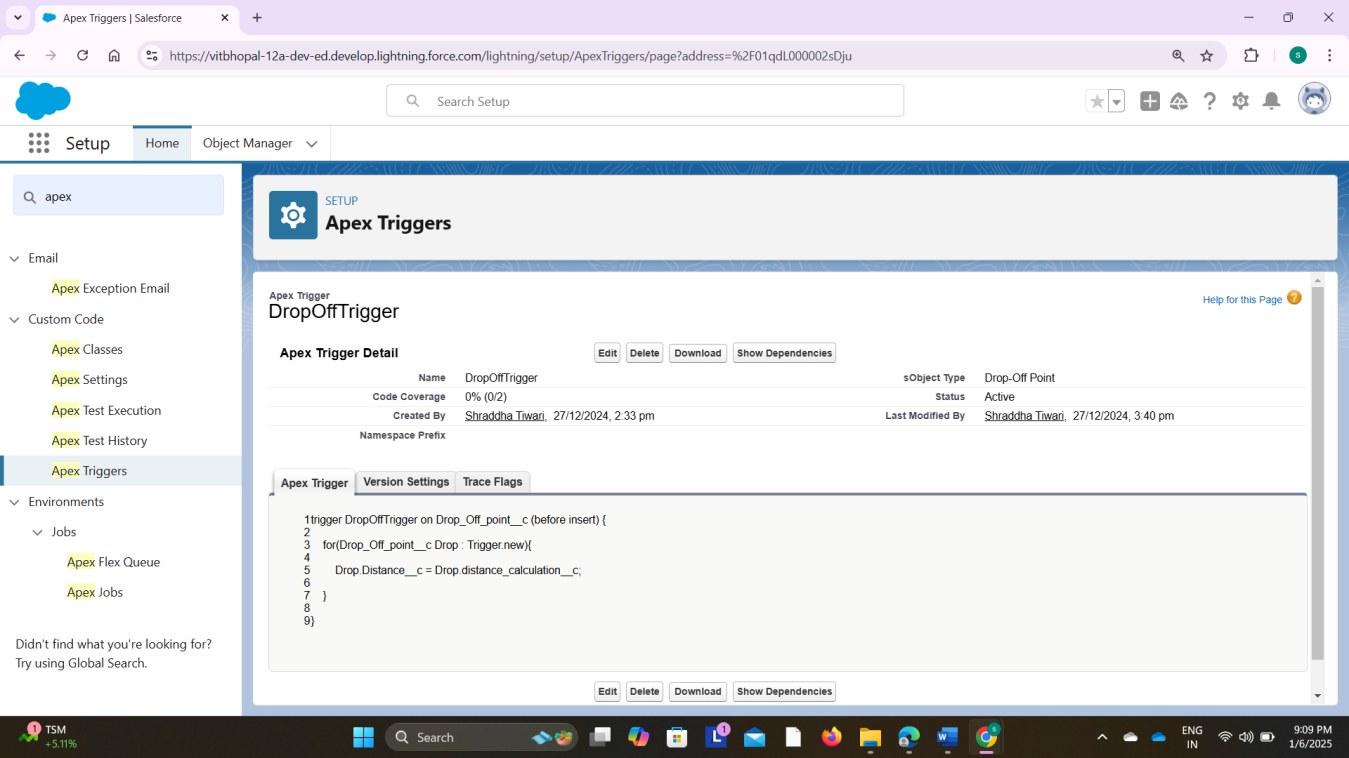 Apex Triggers | Salesforce
https://vitbhopal-12a-dev-ed.develop.lightning.force.com/lightning/setup/ApexTriggers/page?address=%2F01qdL000002sDju
S
Search Setup
Setup
Home
Object Manager
apex
Email
Apex Exception Email
Custom Code
Apex Classes
Apex Settings
Apex Test Execution
Apex Test History
Apex Triggers
Environments
Jobs
Apex Flex Queue
Apex Jobs
Didn't find what you're looking for?
Try using Global Search.
SETUP
Apex Triggers
Apex Trigger
DropOffTrigger
Help for this Page ?
Apex Trigger Detail
Edit Delete Download Show Dependencies
Name DropOffTrigger sObject Type Drop-Off Point
Code Coverage 0% (0/2) Status Active
Created By Shraddha Tiwari, 27/12/2024, 2:33 pm Last Modified By Shraddha Tiwari, 27/12/2024, 3:40 pm
Namespace Prefix
Apex Trigger Version Settings Trace Flags
1 trigger DropOffTrigger on Drop_Off_point__c (before insert) {
2
3 for(Drop_Off_point__c Drop : Trigger.new){
4
5 Drop.Distance__c = Drop.distance_calculation__c;
6
7 }
8
9 }
Edit Delete Download Show Dependencies
1
TSM
+5.11%
Search
L
1
W
S
ENG
IN
9:09 PM
1/6/2025